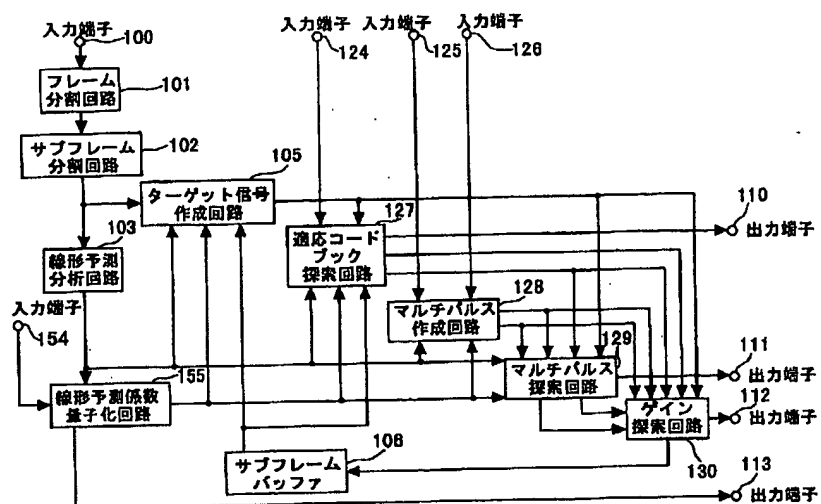 入力端子
100
フレーム
分割回路
101
サブフレーム
分割回路
102
入力端子
124
入力端子
125
入力端子
126
ターゲット信号
作成回路
105
線形予測
分析回路
103
適応コード
ブック
探索回路
127
110
出力端子
入力端子
154
マルチパルス
作成回路
128
マルチパルス
探索回路
129
111
出力端子
線形予測係数
量子化回路
155
ゲイン
探索回路
130
112
出力端子
サブフレーム
バッファ
106
113
出力端子